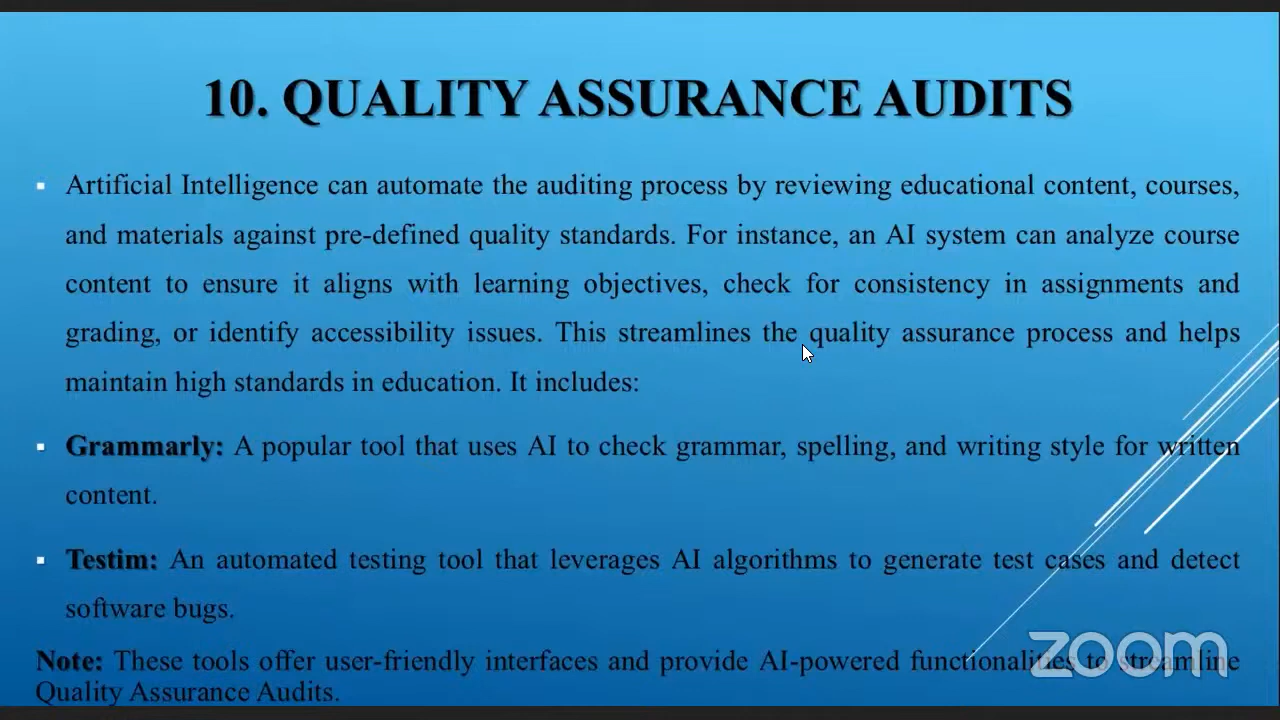 10. QUALITY ASSURANCE AUDITS
▪ Artificial Intelligence can automate the auditing process by reviewing educational content, courses,
and materials against pre-defined quality standards. For instance, an AI system can analyze course
content to ensure it aligns with learning objectives, check for consistency in assignments and
grading, or identify accessibility issues. This streamlines the quality assurance process and helps
maintain high standards in education. It includes:
▪ Grammarly: A popular tool that uses AI to check grammar, spelling, and writing style for written
content.
▪ Testim: An automated testing tool that leverages AI algorithms to generate test cases and detect
software bugs.
Note: These tools offer user-friendly interfaces and provide AI-powered functionalities to streamline
Quality Assurance Audits.
zoom